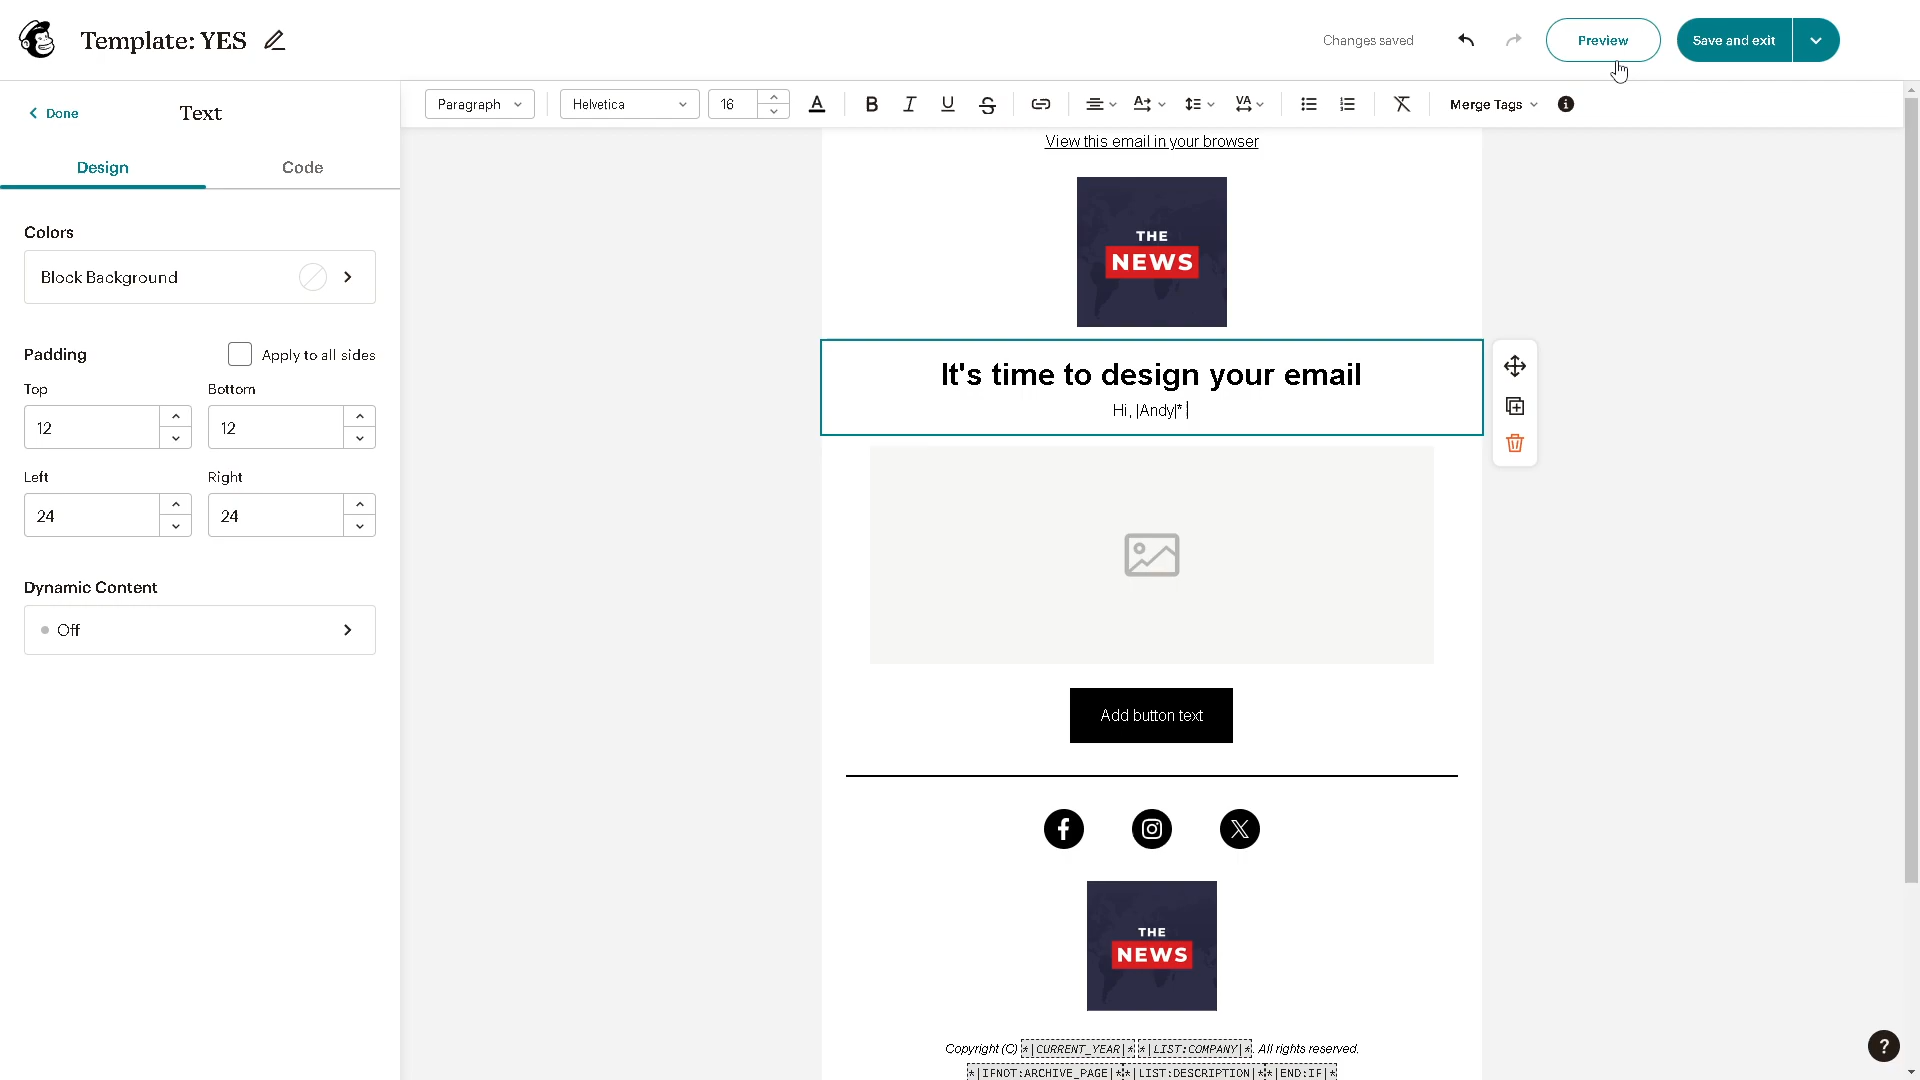 Template: YES
Changes saved
Preview
Save and exit
Done
Text
Paragraph
Helvetica
16
A
B
I
U
S
VA
Merge Tags
Design
Code
Colors
Block Background
Padding
Apply to all sides
Top
Bottom
12
12
Left
Right
24
24
Dynamic Content
Off
View this email in your browser
THE
NEWS
It's time to design your email
Hi, |Andy|*
Add button text
THE
NEWS
Copyright (C) *|CURRENT_YEAR|* *|LIST:COMPANY|*. All rights reserved.
*|IFNOT:ARCHIVE_PAGE|**|LIST:DESCRIPTION|**|END:IF|*
?